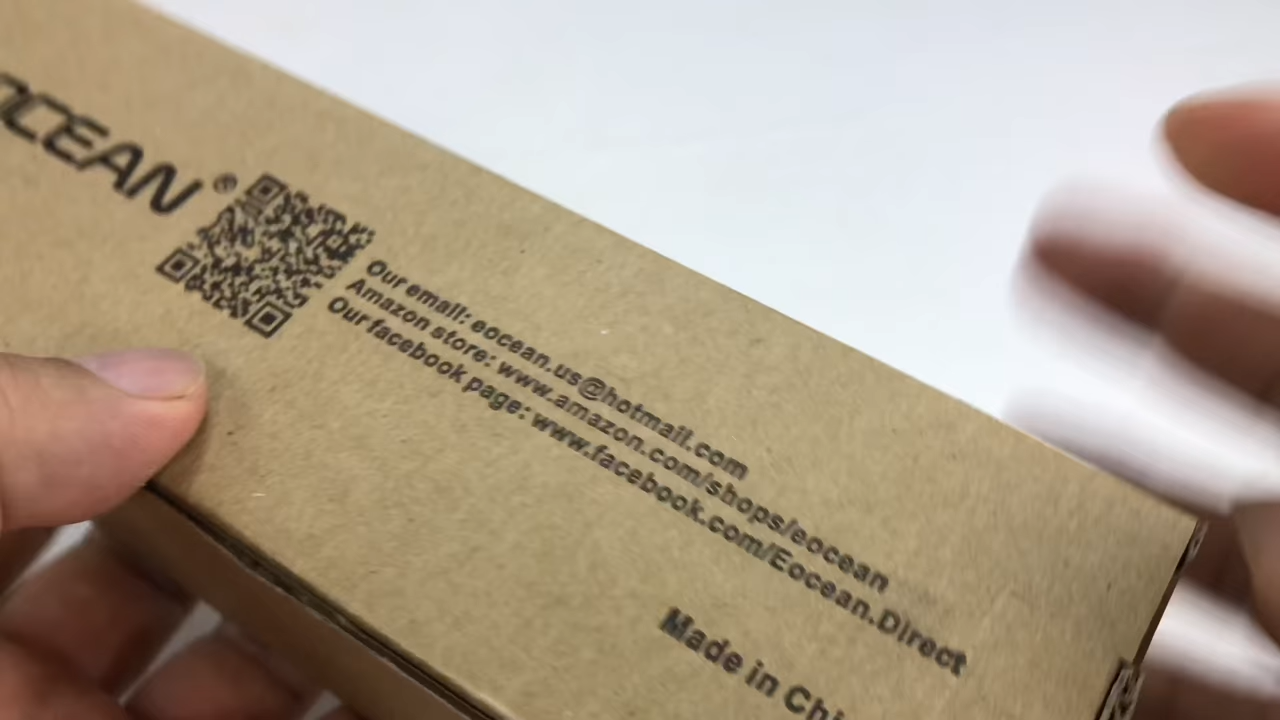 OCEAN®
Our email: eocean.us@hotmail.com
Amazon store: www.amazon.com/shops/eocean
Our facebook page: www.facebook.com/Eocean.Direct
Made in Chi